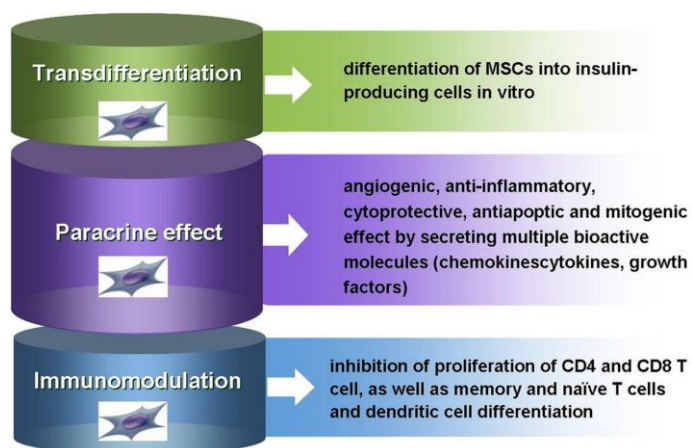 Transdifferentiation
differentiation of MSCs into insulin-
producing cells in vitro
Paracrine effect
angiogenic, anti-inflammatory,
cytoprotective, antiapoptic and mitogenic
effect by secreting multiple bioactive
molecules (chemokinescytokines, growth
factors)
Immunomodulation
inhibition of proliferation of CD4 and CD8 T
cell, as well as memory and naïve T cells
and dendritic cell differentiation